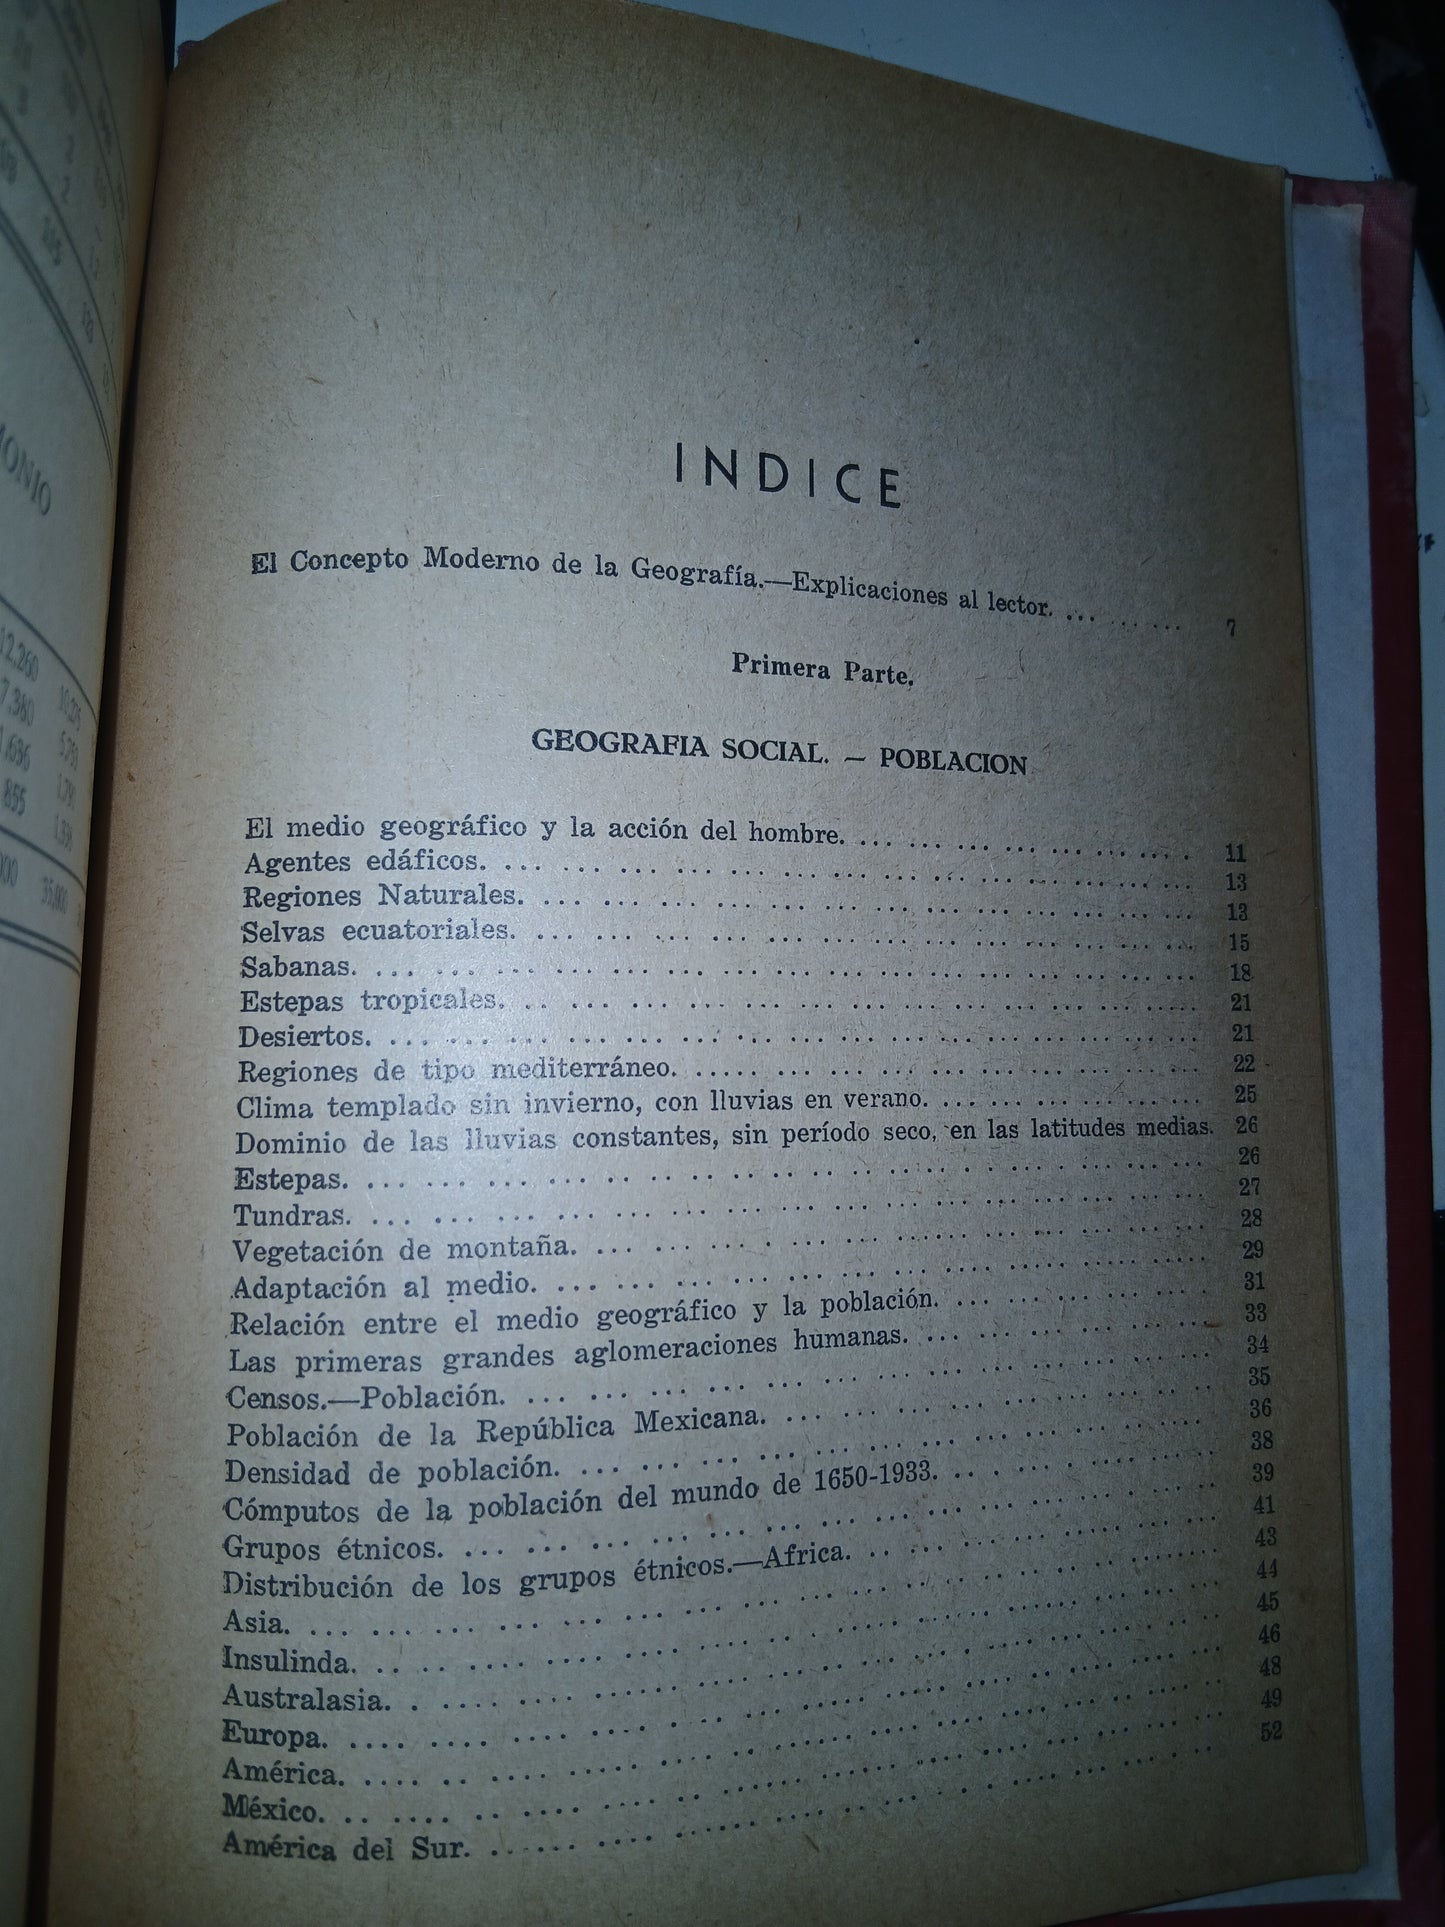 INDICE
El Concepto Moderno de la Geografía.—Explicaciones al lector. ... ... ... 7
Primera Parte.
GEOGRAFIA SOCIAL. — POBLACION
El medio geográfico y la acción del hombre. ... ... ... ... ... ... 11
Agentes edáficos. ... ... ... ... ... ... ... ... ... ... ... ... 13
Regiones Naturales. ... ... ... ... ... ... ... ... ... ... ... ... 13
Selvas ecuatoriales. ... ... ... ... ... ... ... ... ... ... ... ... 15
Sabanas. ... ... ... ... ... ... ... ... ... ... ... ... ... ... 18
Estepas tropicales. ... ... ... ... ... ... ... ... ... ... ... ... 21
Desiertos. ... ... ... ... ... ... ... ... ... ... ... ... ... ... 21
Regiones de tipo mediterráneo. ... ... ... ... ... ... ... ... ... 22
Clima templado sin invierno, con lluvias en verano. ... ... ... ... ... 25
Dominio de las lluvias constantes, sin período seco, en las latitudes medias. 26
Estepas. ... ... ... ... ... ... ... ... ... ... ... ... ... ... 26
Tundras. ... ... ... ... ... ... ... ... ... ... ... ... ... ... 27
Vegetación de montaña. ... ... ... ... ... ... ... ... ... ... ... 28
Adaptación al medio. ... ... ... ... ... ... ... ... ... ... ... ... 29
Relación entre el medio geográfico y la población. ... ... ... ... ... 31
Las primeras grandes aglomeraciones humanas. ... ... ... ... ... ... 33
Censos.—Población. ... ... ... ... ... ... ... ... ... ... ... ... 34
Población de la República Mexicana. ... ... ... ... ... ... ... ... 35
Densidad de población. ... ... ... ... ... ... ... ... ... ... ... 36
Cómputos de la población del mundo de 1650-1933. ... ... ... ... ... 38
Grupos étnicos. ... ... ... ... ... ... ... ... ... ... ... ... ... 39
Distribución de los grupos étnicos.—Africa. ... ... ... ... ... ... 41
Asia. ... ... ... ... ... ... ... ... ... ... ... ... ... ... ... 43
Insulinda. ... ... ... ... ... ... ... ... ... ... ... ... ... ... 44
Australasia. ... ... ... ... ... ... ... ... ... ... ... ... ... ... 45
Europa. ... ... ... ... ... ... ... ... ... ... ... ... ... ... ... 46
América. ... ... ... ... ... ... ... ... ... ... ... ... ... ... ... 48
México. ... ... ... ... ... ... ... ... ... ... ... ... ... ... ... 49
América del Sur. ... ... ... ... ... ... ... ... ... ... ... ... ... 52